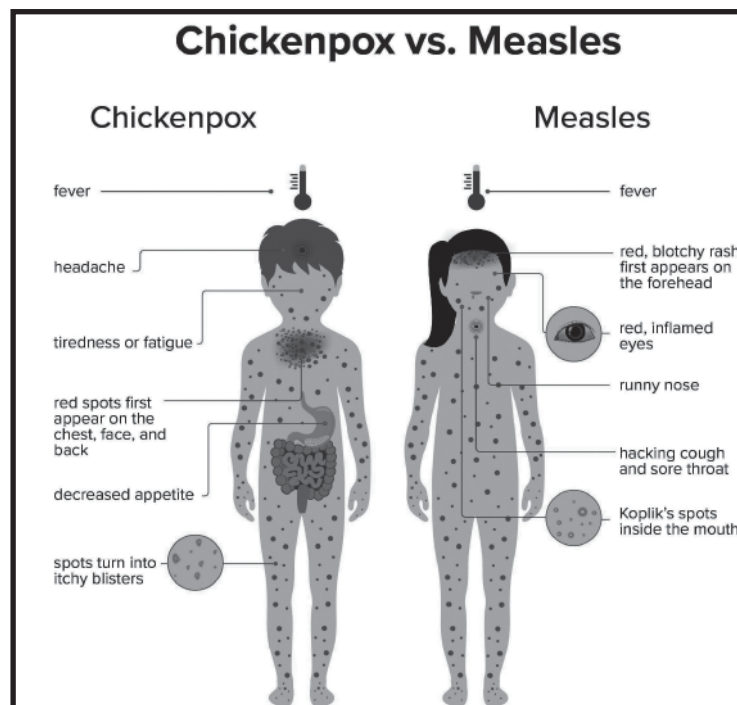 Chickenpox vs. Measles
Chickenpox
fever
headache
tiredness or fatigue
red spots first
appear on the
chest, face, and
back
decreased appetite
spots turn into
itchy blisters
Measles
fever
red, blotchy rash
first appears on
the forehead
red, inflamed
eyes
runny nose
hacking cough
and sore throat
Koplik's spots
inside the mouth